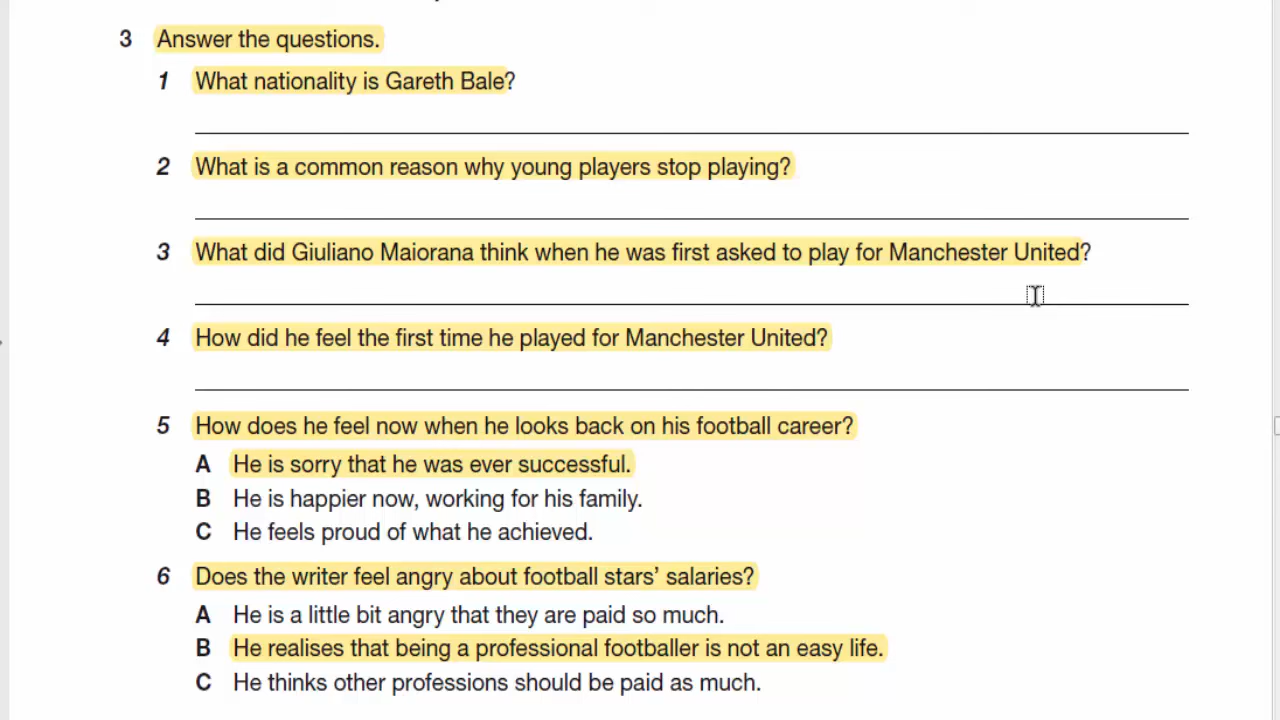 3 Answer the questions.
1 What nationality is Gareth Bale?
2 What is a common reason why young players stop playing?
3 What did Giuliano Maiorana think when he was first asked to play for Manchester United?
4 How did he feel the first time he played for Manchester United?
5 How does he feel now when he looks back on his football career?
A He is sorry that he was ever successful.
B He is happier now, working for his family.
C He feels proud of what he achieved.
6 Does the writer feel angry about football stars’ salaries?
A He is a little bit angry that they are paid so much.
B He realises that being a professional footballer is not an easy life.
C He thinks other professions should be paid as much.